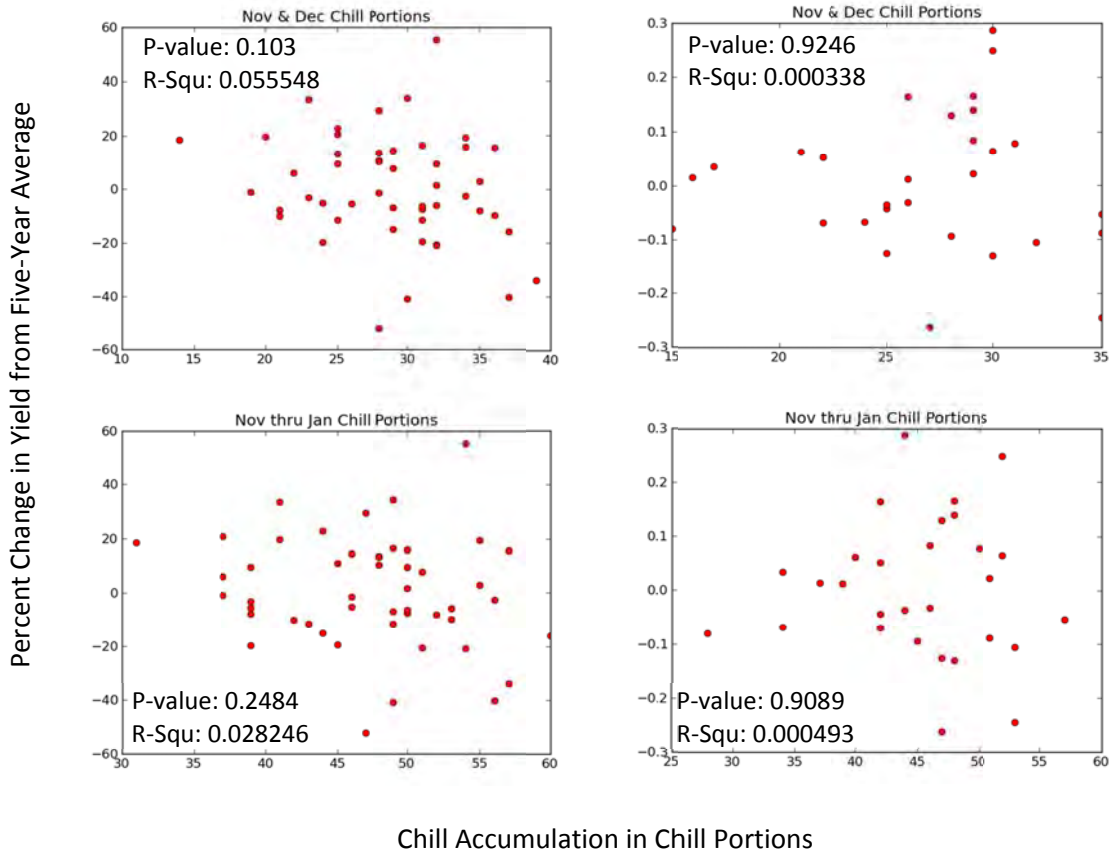 Percent Change in Yield from Five-Year Average
Nov & Dec Chill Portions
P-value: 0.103
R-Squ: 0.055548
60
40
20
0
−20
−40
−60
10 15 20 25 30 35 40
Nov & Dec Chill Portions
P-value: 0.9246
R-Squ: 0.000338
0.3
0.2
0.1
0.0
−0.1
−0.2
−0.3
15 20 25 30 35
Nov thru Jan Chill Portions
60
40
20
0
−20
−40
−60
P-value: 0.2484
R-Squ: 0.028246
30 35 40 45 50 55 60
Nov thru Jan Chill Portions
0.3
0.2
0.1
0.0
−0.1
−0.2
−0.3
P-value: 0.9089
R-Squ: 0.000493
25 30 35 40 45 50 55 60
Chill Accumulation in Chill Portions